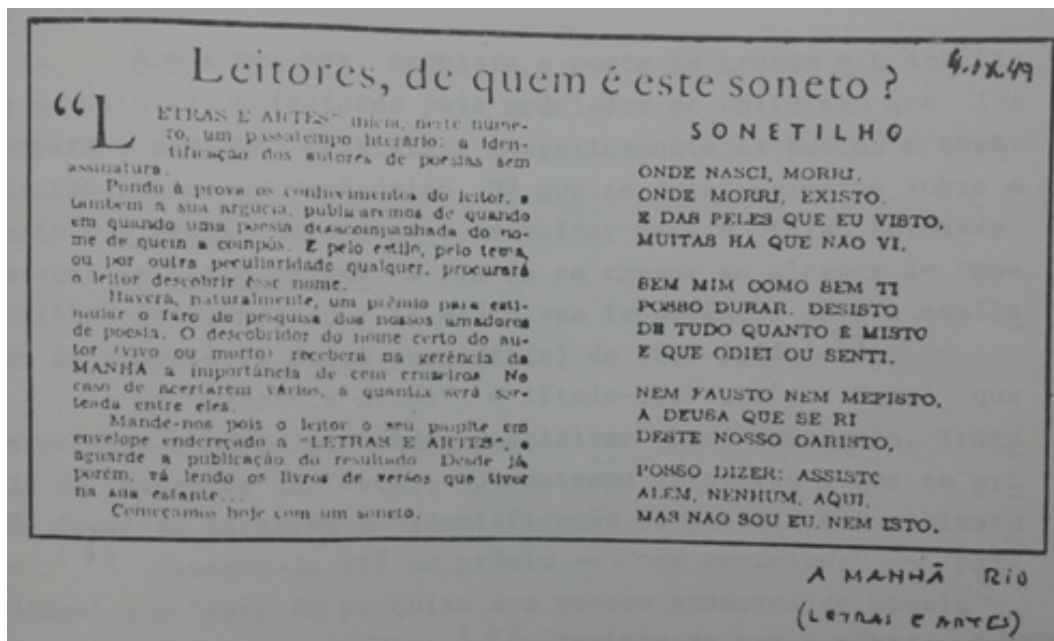 Leitores, de quem é este soneto?
4.IX.49
“LETRAS E ARTES" inicia, neste nume-
ro, um passatempo literário: a iden-
tificação dos autores de poesias sem
assinatura.
Pondo à prova os conhecimentos do leitor, e
tambem a sua argucia, publicaremos de quando
em quando uma poesia desacompanhada do no-
me de quem a compôs. E pelo estilo, pelo tema,
ou por outra peculiaridade qualquer, procurará
o leitor descobrir êsse nome.
Haverá, naturalmente, um prêmio para esti-
mular o faro de pesquisa dos nossos amadores
de poesia. O descobridor do nome certo do au-
tor (vivo ou morto) receberá na gerência da
MANHA a importância de cem cruzeiros. No
caso de acertarem vários, a quantia será sor-
teada entre eles.
Mande-nos pois o leitor o seu palpite em
envelope endereçado a "LETRAS E ARTES", e
aguarde a publicação do resultado. Desde já,
porém, vá lendo os livros de versos que tiver
na sua estante...
Começamos hoje com um soneto.
SONETILHO
ONDE NASCI, MORRI.
ONDE MORRI, EXISTO.
E DAS PELES QUE EU VISTO,
MUITAS HA QUE NAO VI.
SEM MIM COMO SEM TI
POSSO DURAR. DESISTO
DE TUDO QUANTO É MISTO
E QUE ODIEI OU SENTI.
NEM FAUSTO NEM MEFISTO,
A DEUSA QUE SE RI
DESTE NOSSO OARISTO,
POSSO DIZER: ASSISTO
ALEM, NENHUM, AQUI,
MAS NAO SOU EU, NEM ISTO.
A MANHÃ RIO
(LETRAS E ARTES)